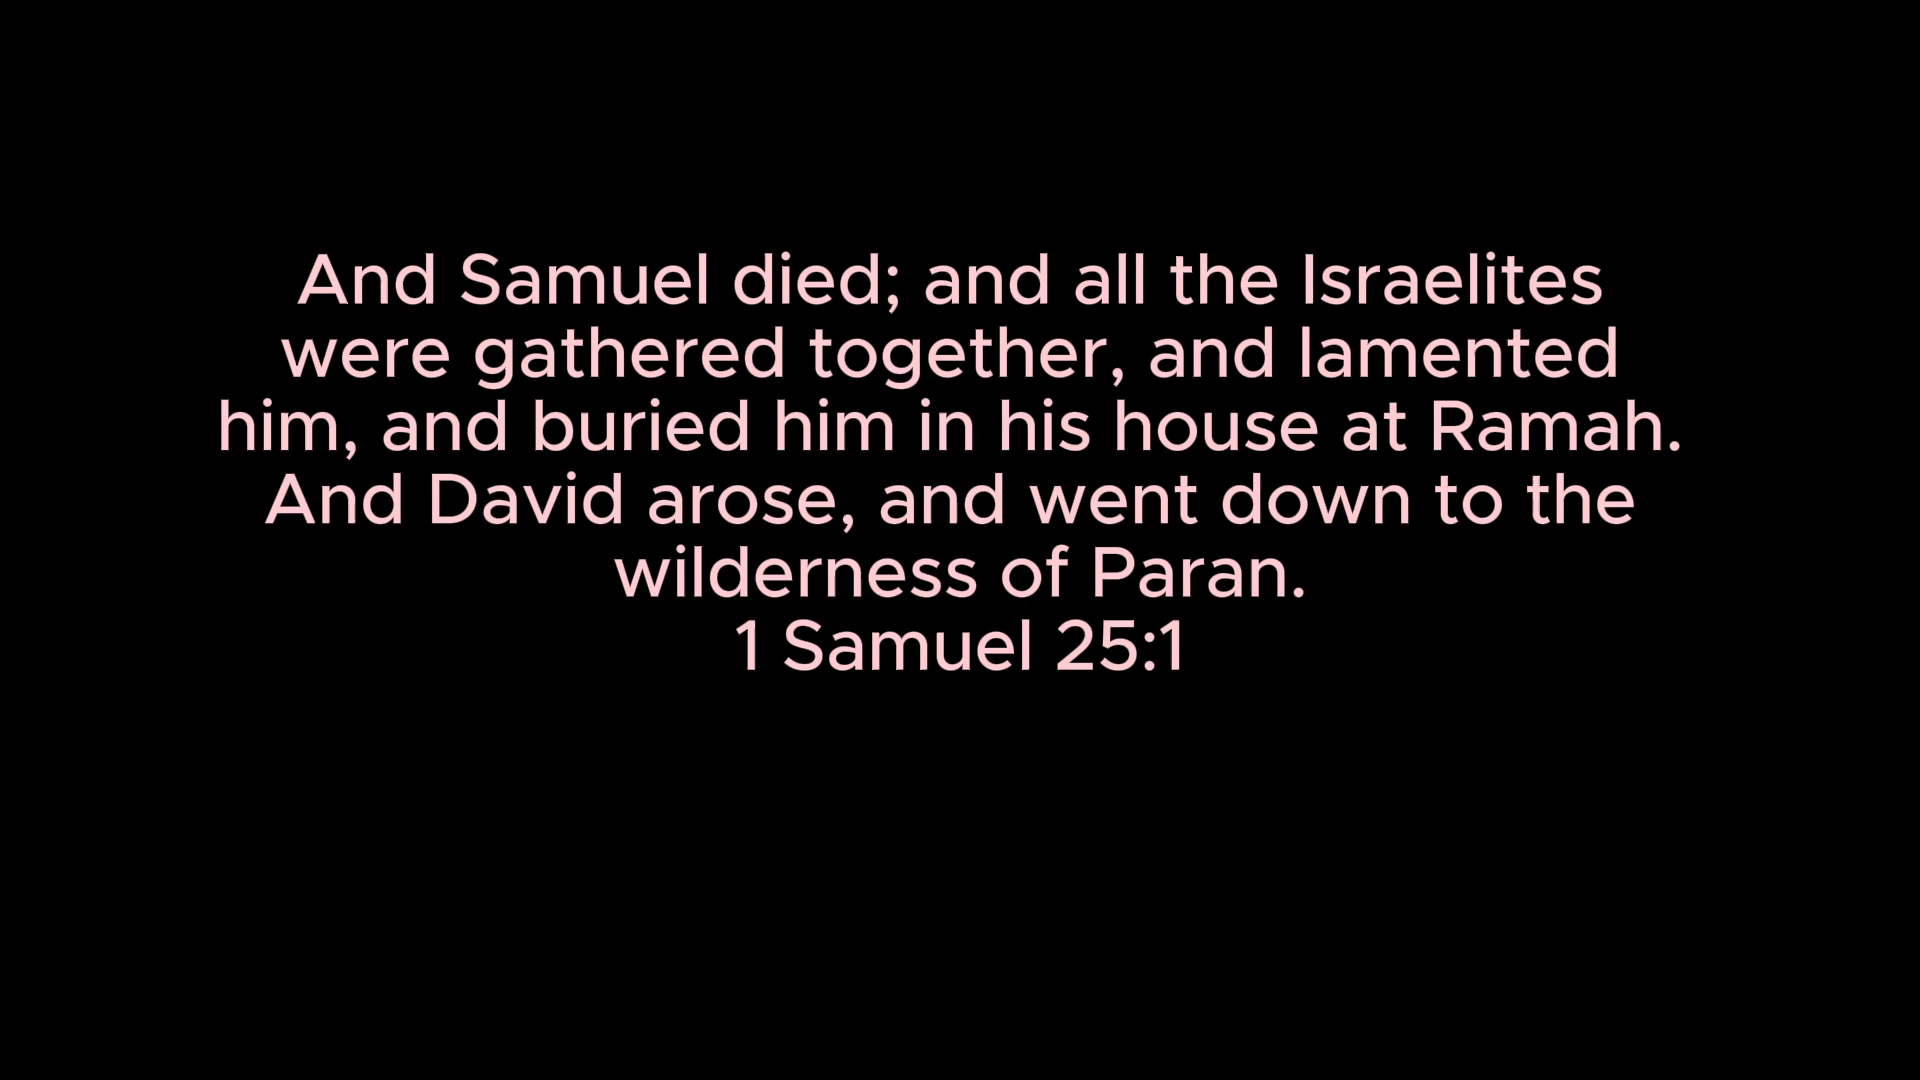 And Samuel died; and all the Israelites
were gathered together, and lamented
him, and buried him in his house at Ramah.
And David arose, and went down to the
wilderness of Paran.
1 Samuel 25:1